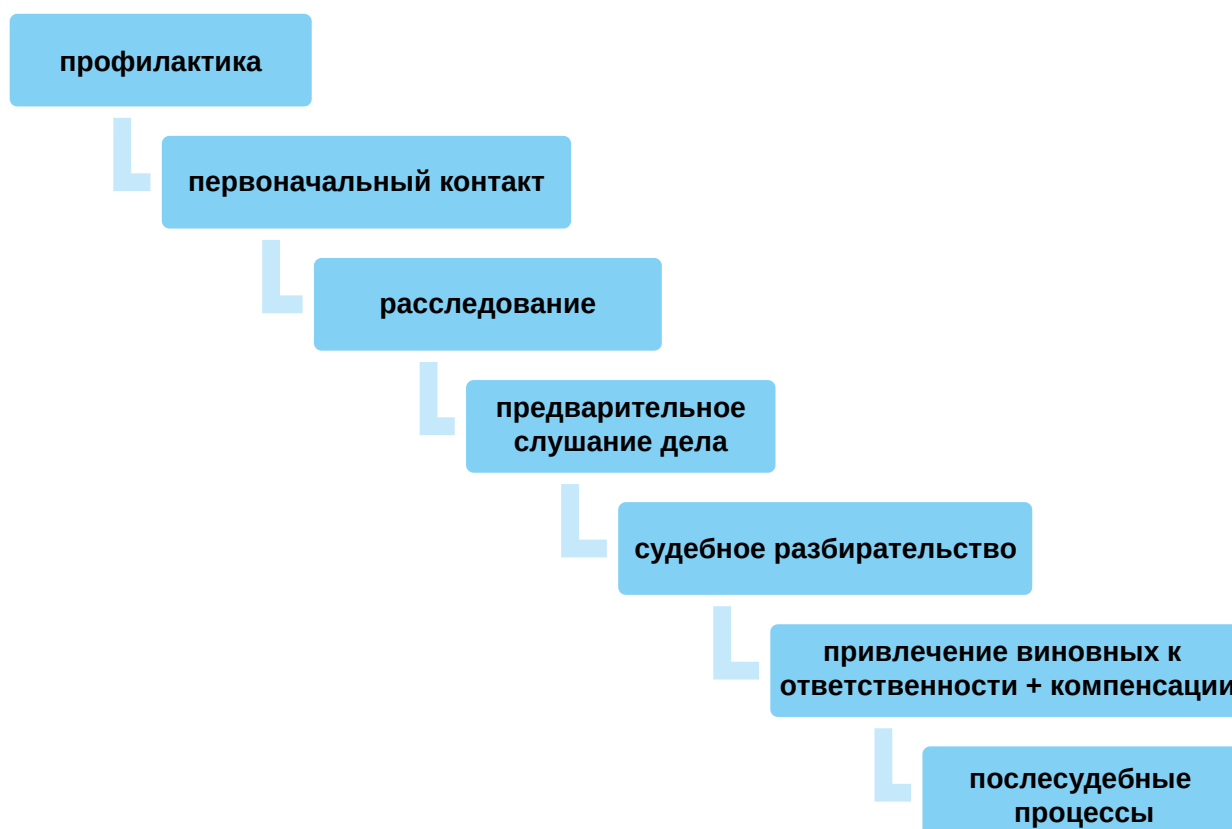 профилактика
первоначальный контакт
расследование
предварительное
слушание дела
судебное разбирательство
привлечение виновных к
ответственности + компенсации
послесудебные
процессы